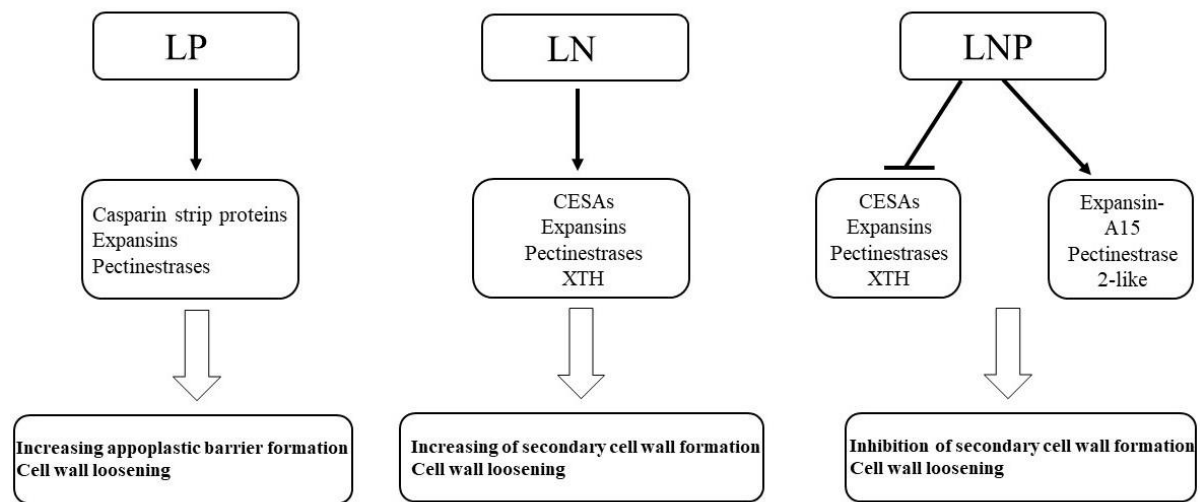 LP
LN
LNP
Casparin strip proteins
Expansins
Pectinestrases
CESAs
Expansins
Pectinestrases
XTH
CESAs
Expansins
Pectinestrases
XTH
Expansin-
A15
Pectinestrase
2-like
Increasing appoplastic barrier formation
Cell wall loosening
Increasing of secondary cell wall formation
Cell wall loosening
Inhibition of secondary cell wall formation
Cell wall loosening